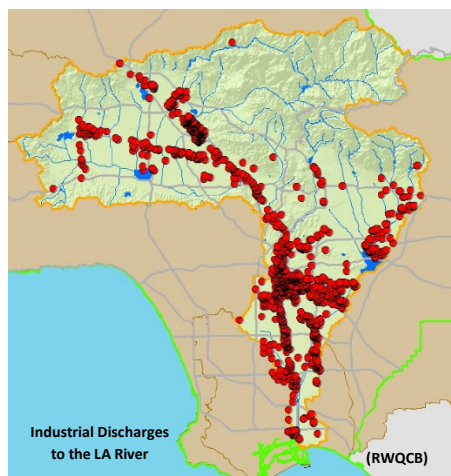 Industrial Discharges
to the LA River
(RWQCB)